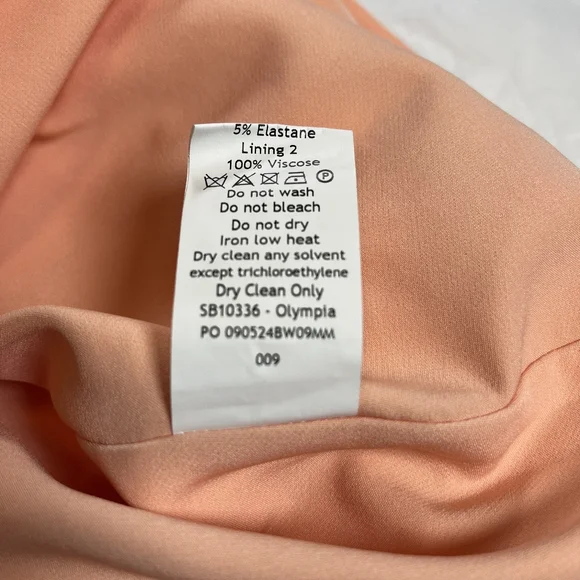 5% Elastane
Lining 2
100% Viscose
P
Do not wash
Do not bleach
Do not dry
Iron low heat
Dry clean any solvent
except trichloroethylene
Dry Clean Only
SB10336 - Olympia
PO 090524BW09MM
009